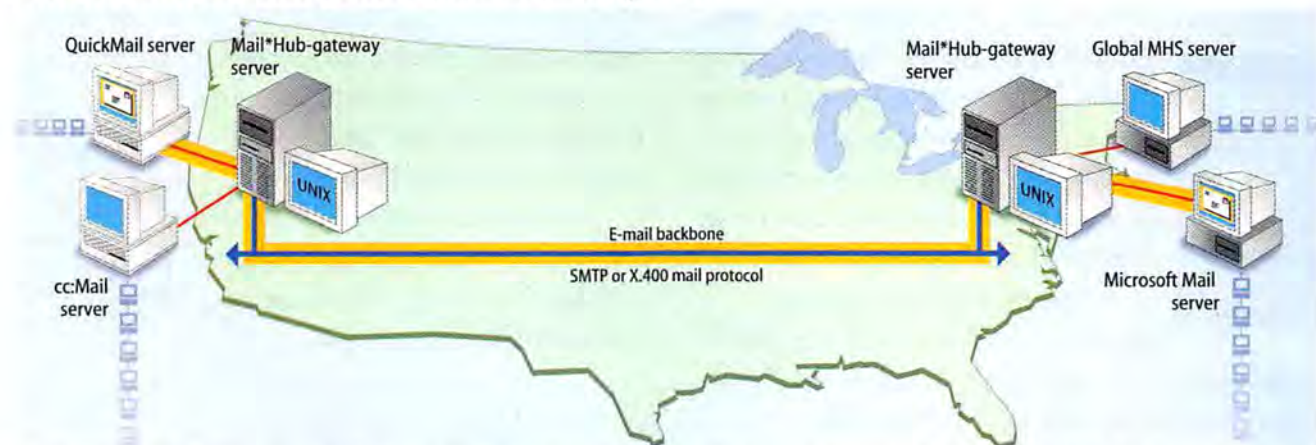 QuickMail server
Mail*Hub-gateway
server
Mail*Hub-gateway
server
Global MHS server
UNIX
UNIX
E-mail backbone
SMTP or X.400 mail protocol
cc:Mail
server
Microsoft Mail
server